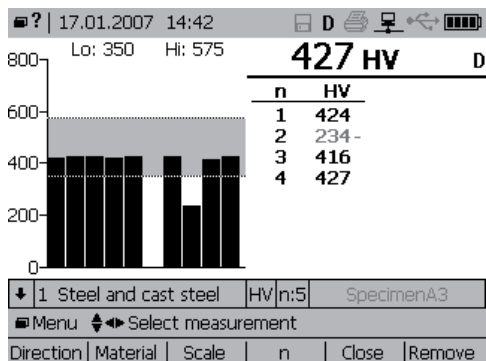 ? 17.01.2007 14:42 D
Lo: 350 Hi: 575
427 HV D
n HV
1 424
2 234-
3 416
4 427
800
600
400
200
0
1 Steel and cast steel HV n:5 SpecimenA3
Menu Select measurement
Direction Material Scale n Close Remove